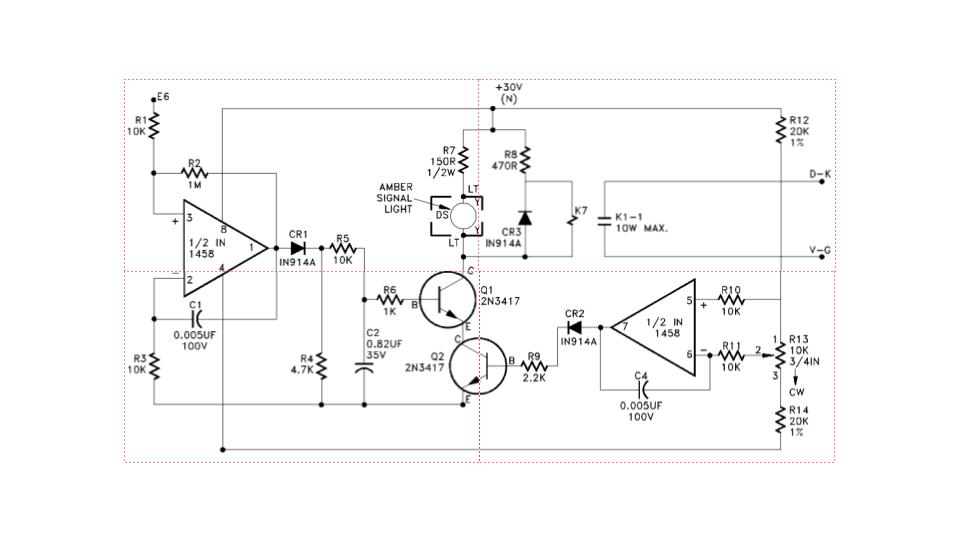 E6
R1
10K
R2
1M
+
3
8
1/2 IN
1458
1
4
−
2
C1
0.005UF
100V
R3
10K
CR1
IN914A
R5
10K
R4
4.7K
R6
1K
C2
0.82UF
35V
+30V
(N)
R7
150R
1/2W
R8
470R
AMBER
SIGNAL
LIGHT
LT
Y
DS
Y
LT
CR3
IN914A
K7
K1-1
10W MAX.
D-K
V-G
R12
20K
1%
C
B
Q1
2N3417
E
C
Q2
2N3417
B
E
R9
2.2K
CR2
IN914A
7
1/2 IN
1458
5
+
6
−
R10
10K
R11
10K
C4
0.005UF
100V
1
2
3
R13
10K
3/4IN
CW
R14
20K
1%